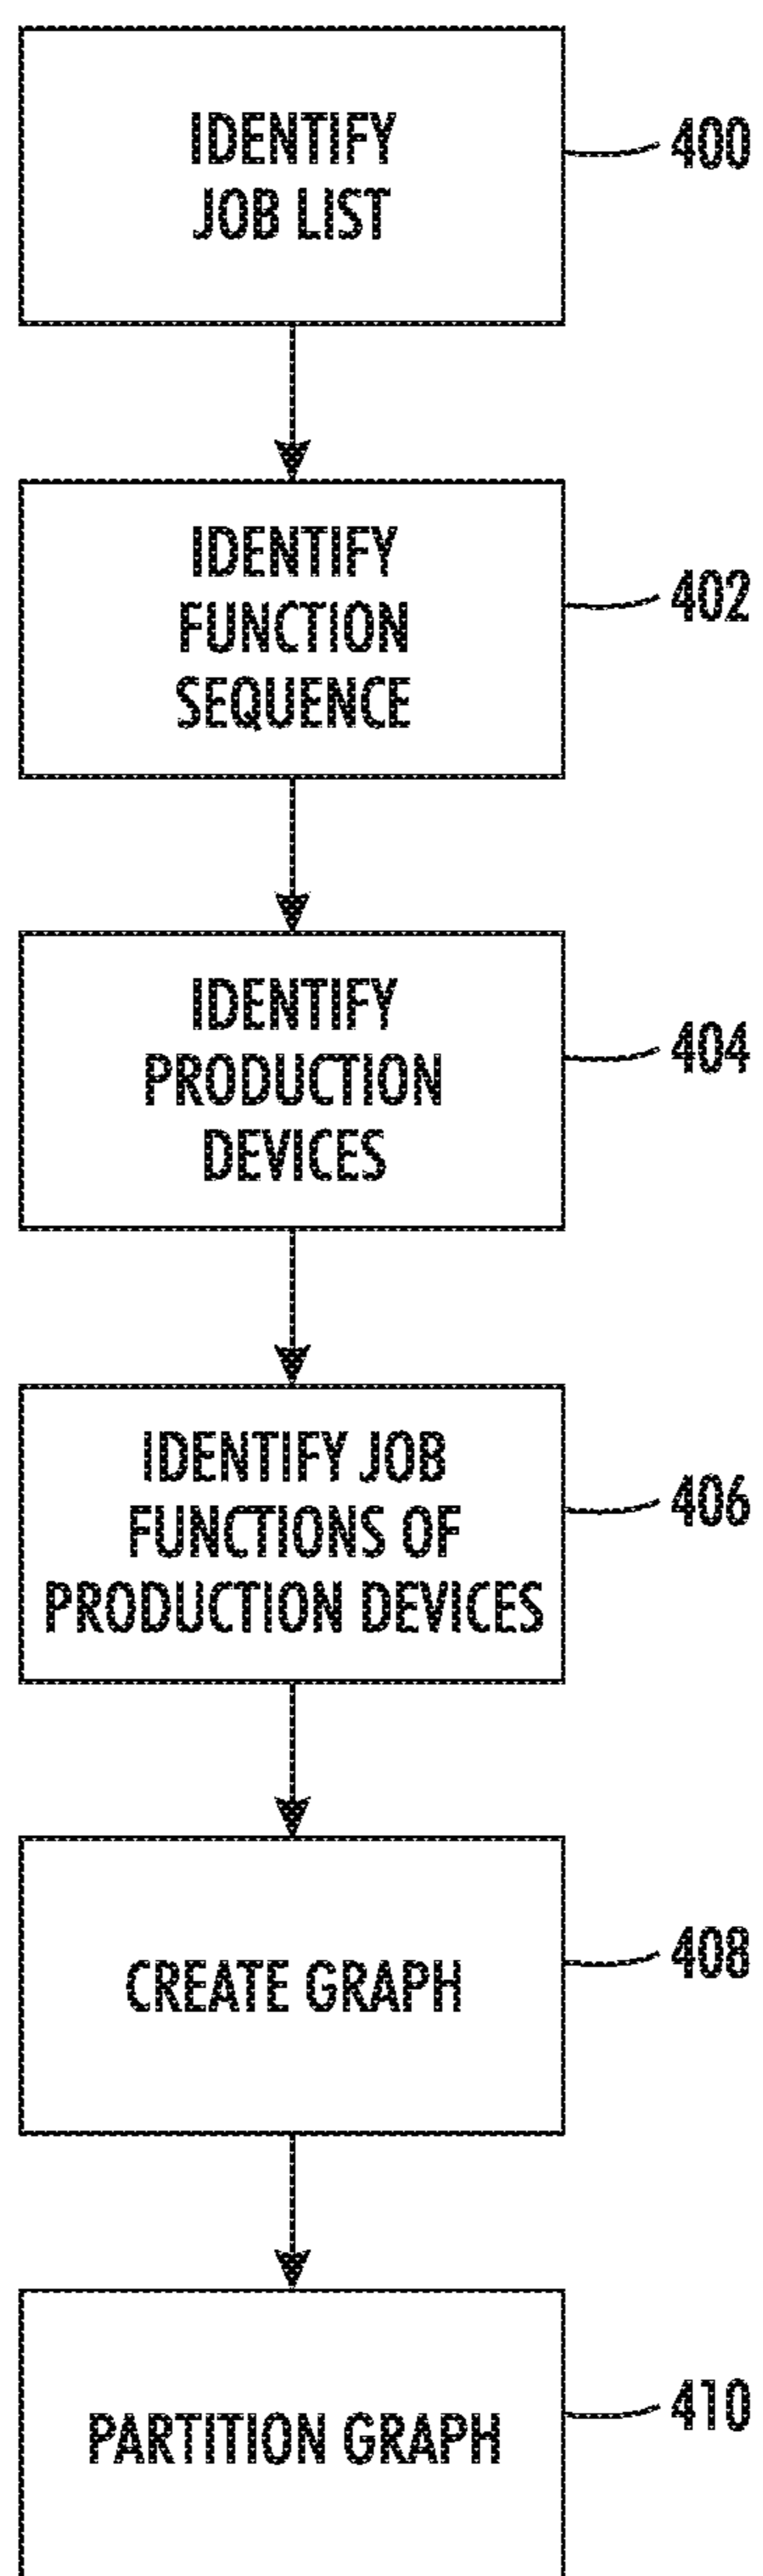 IDENTIFY
JOB LIST
400
IDENTIFY
FUNCTION
SEQUENCE
402
IDENTIFY
PRODUCTION
DEVICES
404
IDENTIFY JOB
FUNCTIONS OF
PRODUCTION DEVICES
406
CREATE GRAPH
408
PARTITION GRAPH
410